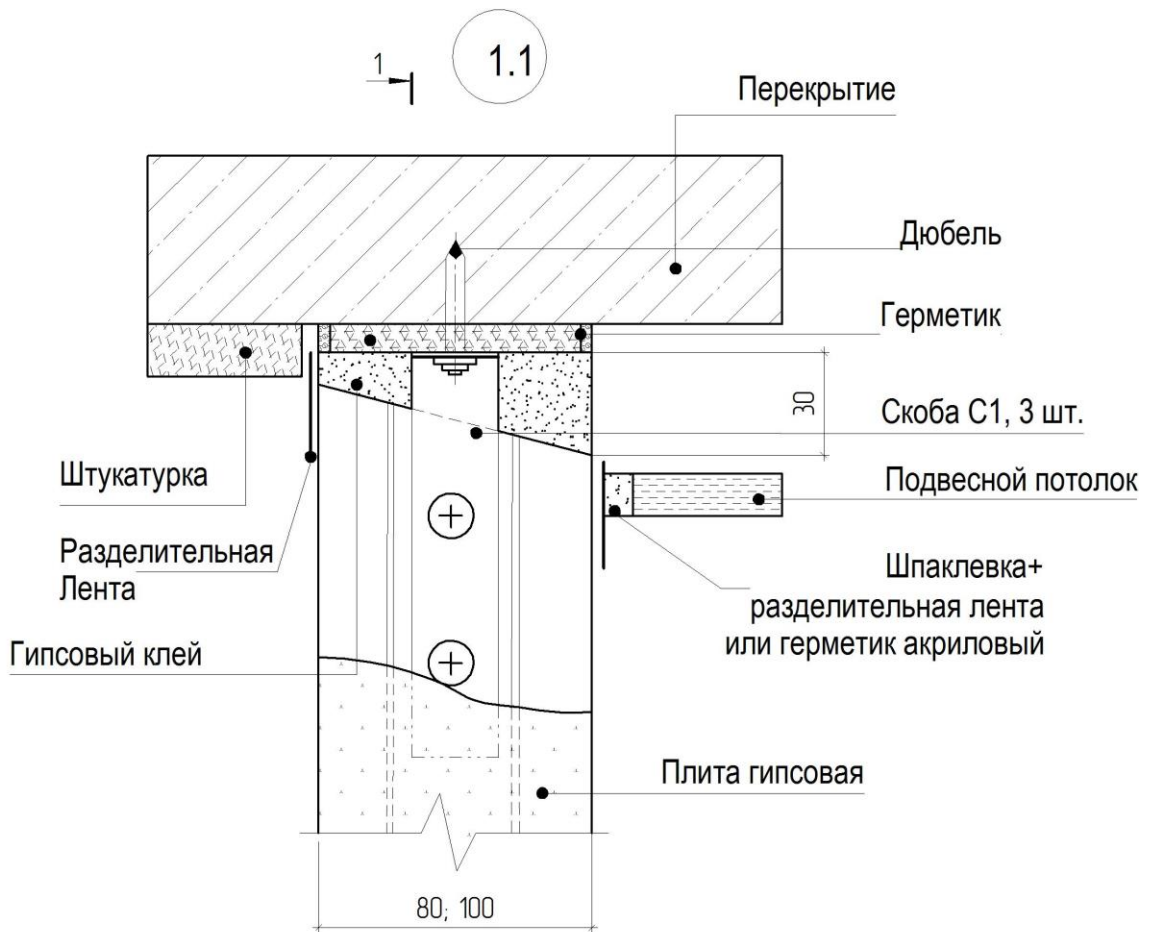 1
1.1
Перекрытие
Дюбель
Герметик
30
Скоба С1, 3 шт.
Штукатурка
Подвесной потолок
Разделительная
Лента
Шпаклевка+
разделительная лента
или герметик акриловый
Гипсовый клей
Плита гипсовая
80; 100